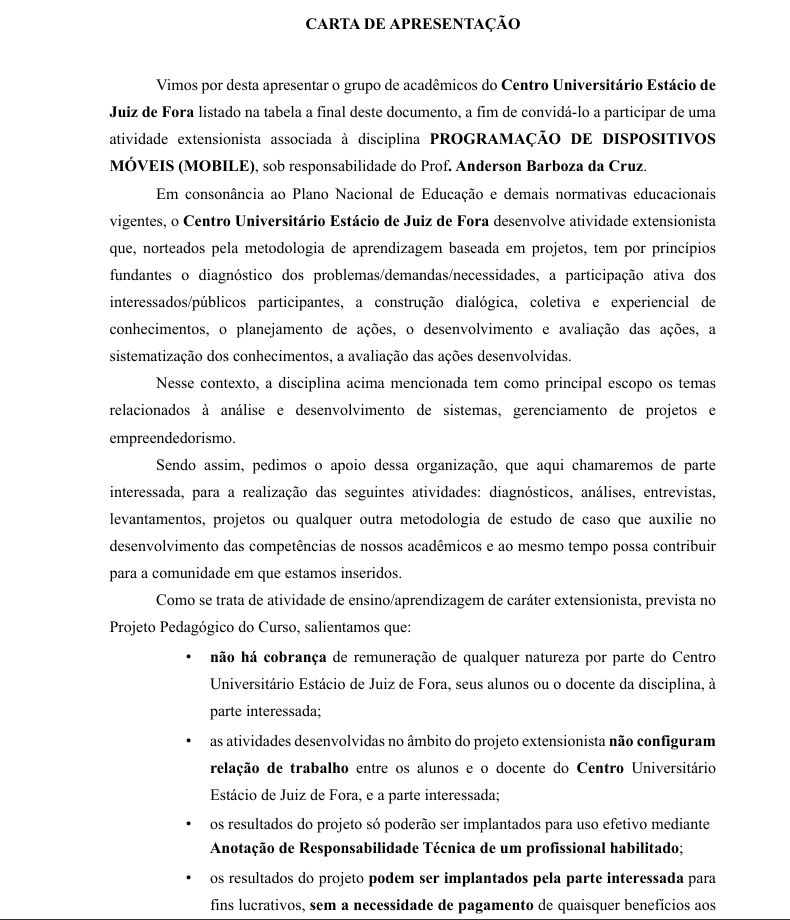 CARTA DE APRESENTAÇÃO
Vimos por desta apresentar o grupo de acadêmicos do Centro Universitário Estácio de
Juiz de Fora listado na tabela a final deste documento, a fim de convidá-lo a participar de uma
atividade extensionista associada à disciplina PROGRAMAÇÃO DE DISPOSITIVOS
MÓVEIS (MOBILE), sob responsabilidade do Prof. Anderson Barboza da Cruz.
Em consonância ao Plano Nacional de Educação e demais normativas educacionais
vigentes, o Centro Universitário Estácio de Juiz de Fora desenvolve atividade extensionista
que, norteados pela metodologia de aprendizagem baseada em projetos, tem por princípios
fundantes o diagnóstico dos problemas/demandas/necessidades, a participação ativa dos
interessados/públicos participantes, a construção dialógica, coletiva e experiencial de
conhecimentos, o planejamento de ações, o desenvolvimento e avaliação das ações, a
sistematização dos conhecimentos, a avaliação das ações desenvolvidas.
Nesse contexto, a disciplina acima mencionada tem como principal escopo os temas
relacionados à análise e desenvolvimento de sistemas, gerenciamento de projetos e
empreendedorismo.
Sendo assim, pedimos o apoio dessa organização, que aqui chamaremos de parte
interessada, para a realização das seguintes atividades: diagnósticos, análises, entrevistas,
levantamentos, projetos ou qualquer outra metodologia de estudo de caso que auxilie no
desenvolvimento das competências de nossos acadêmicos e ao mesmo tempo possa contribuir
para a comunidade em que estamos inseridos.
Como se trata de atividade de ensino/aprendizagem de caráter extensionista, prevista no
Projeto Pedagógico do Curso, salientamos que:
• não há cobrança de remuneração de qualquer natureza por parte do Centro
Universitário Estácio de Juiz de Fora, seus alunos ou o docente da disciplina, à
parte interessada;
• as atividades desenvolvidas no âmbito do projeto extensionista não configuram
relação de trabalho entre os alunos e o docente do Centro Universitário
Estácio de Juiz de Fora, e a parte interessada;
• os resultados do projeto só poderão ser implantados para uso efetivo mediante
Anotação de Responsabilidade Técnica de um profissional habilitado;
• os resultados do projeto podem ser implantados pela parte interessada para
fins lucrativos, sem a necessidade de pagamento de quaisquer benefícios aos